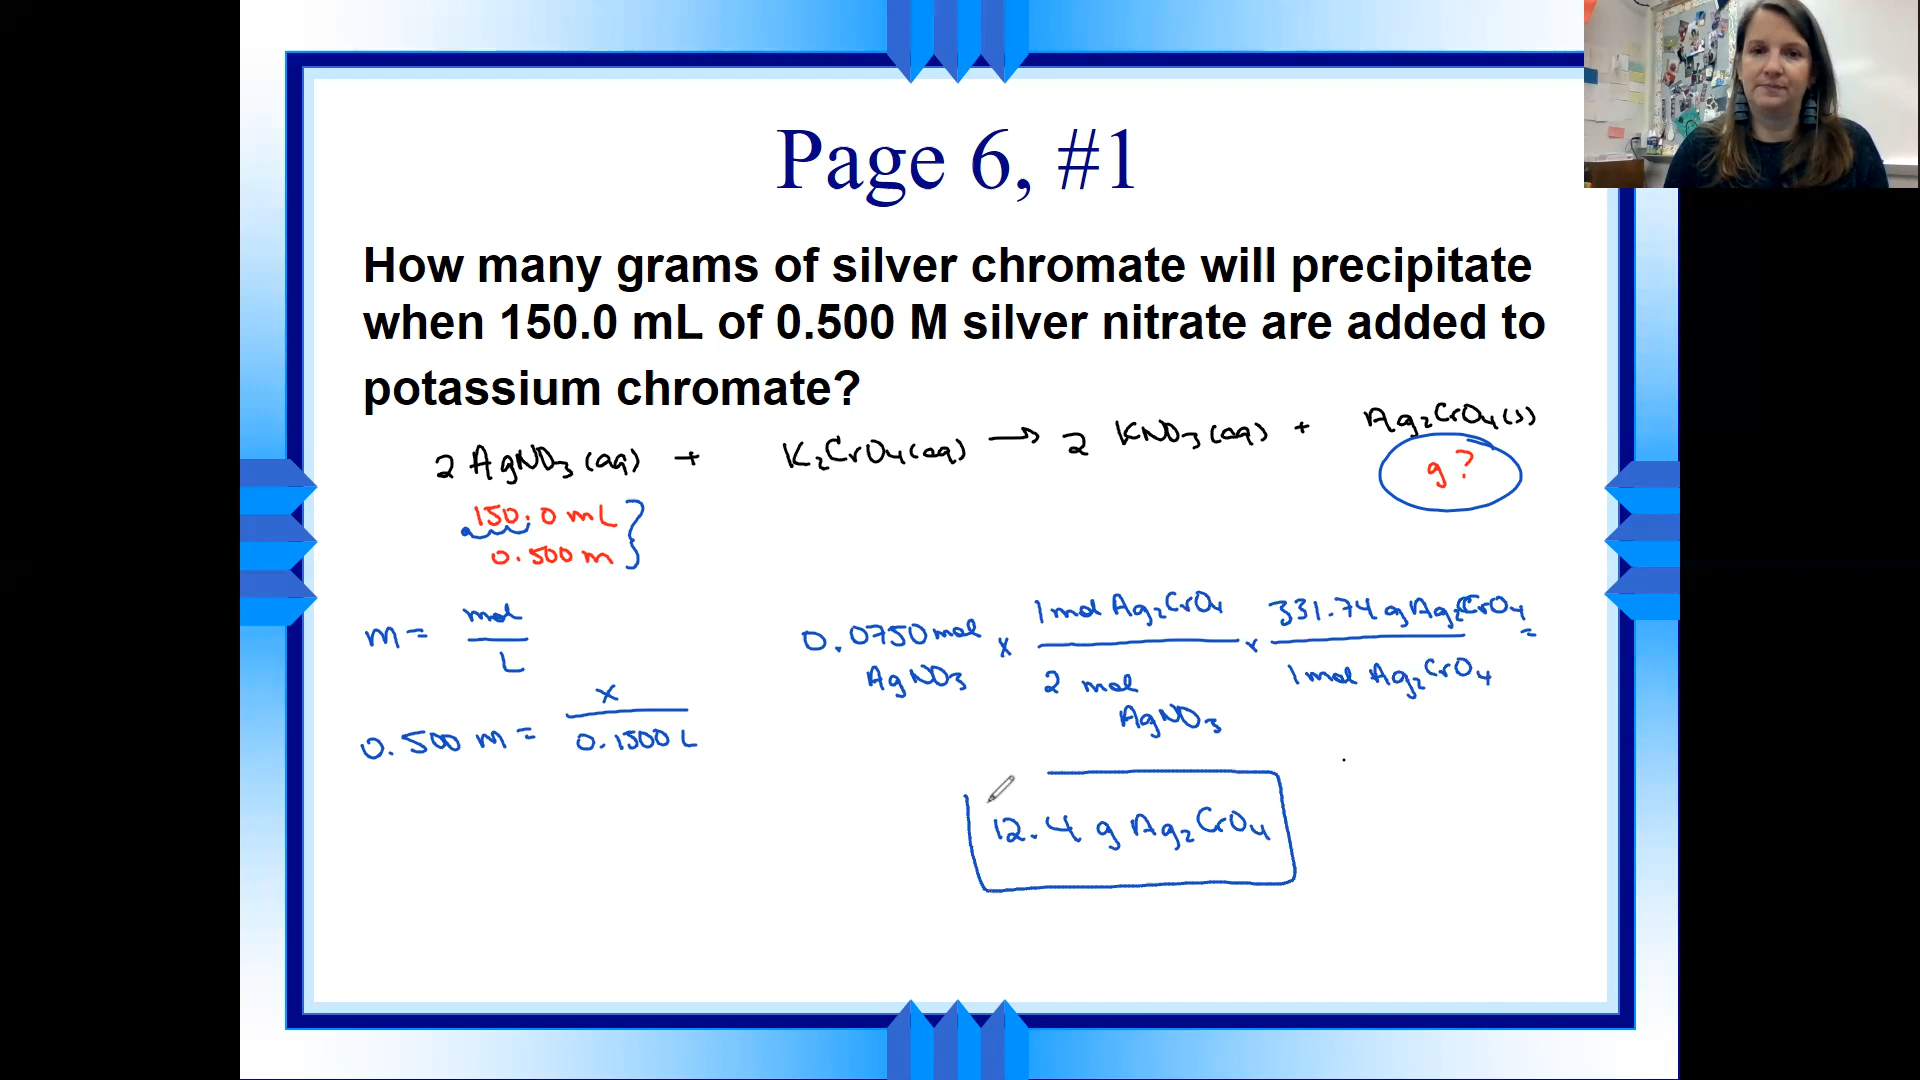 Page 6, #1
How many grams of silver chromate will precipitate
when 150.0 mL of 0.500 M silver nitrate are added to
potassium chromate?
2 AgNO3 (aq) + K2CrO4 (aq) → 2 KNO3 (aq) + Ag2CrO4 (s)
g?
150.0 mL
0.500 M
M = mol / L
0.500 M = x / 0.1500 L
0.0750 mol AgNO3 x 1 mol Ag2CrO4 / 2 mol AgNO3 x 331.74 g Ag2CrO4 / 1 mol Ag2CrO4 =
12.4 g Ag2CrO4